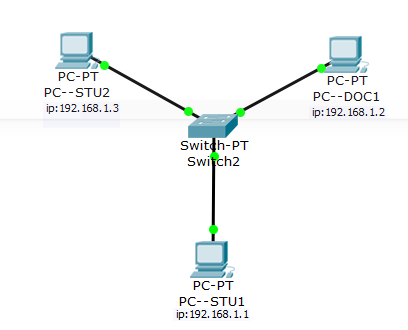 PC-PT
PC--STU2
ip:192.168.1.3
PC-PT
PC--DOC1
ip:192.168.1.2
Switch-PT
Switch2
PC-PT
PC--STU1
ip:192.168.1.1